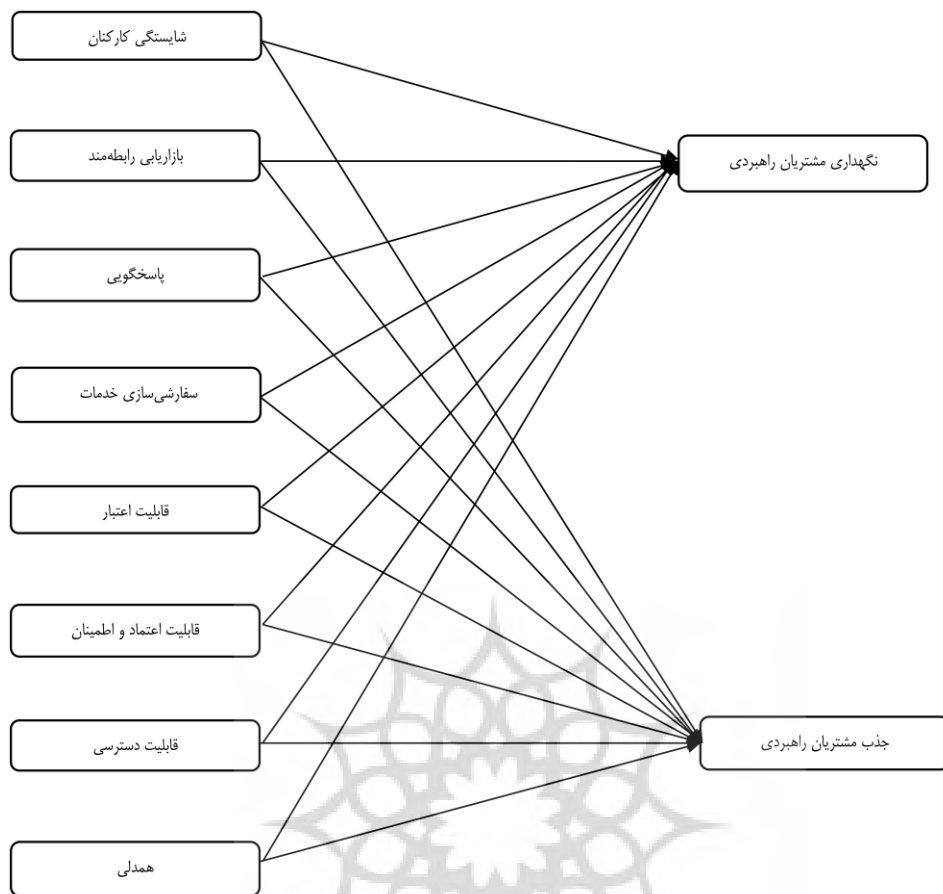 شایستگی کارکنان
بازاریابی رابطه‌مند
پاسخگویی
سفارشی‌سازی خدمات
قابلیت اعتبار
قابلیت اعتماد و اطمینان
قابلیت دسترسی
همدلی
نگهداری مشتریان راهبردی
جذب مشتریان راهبردی